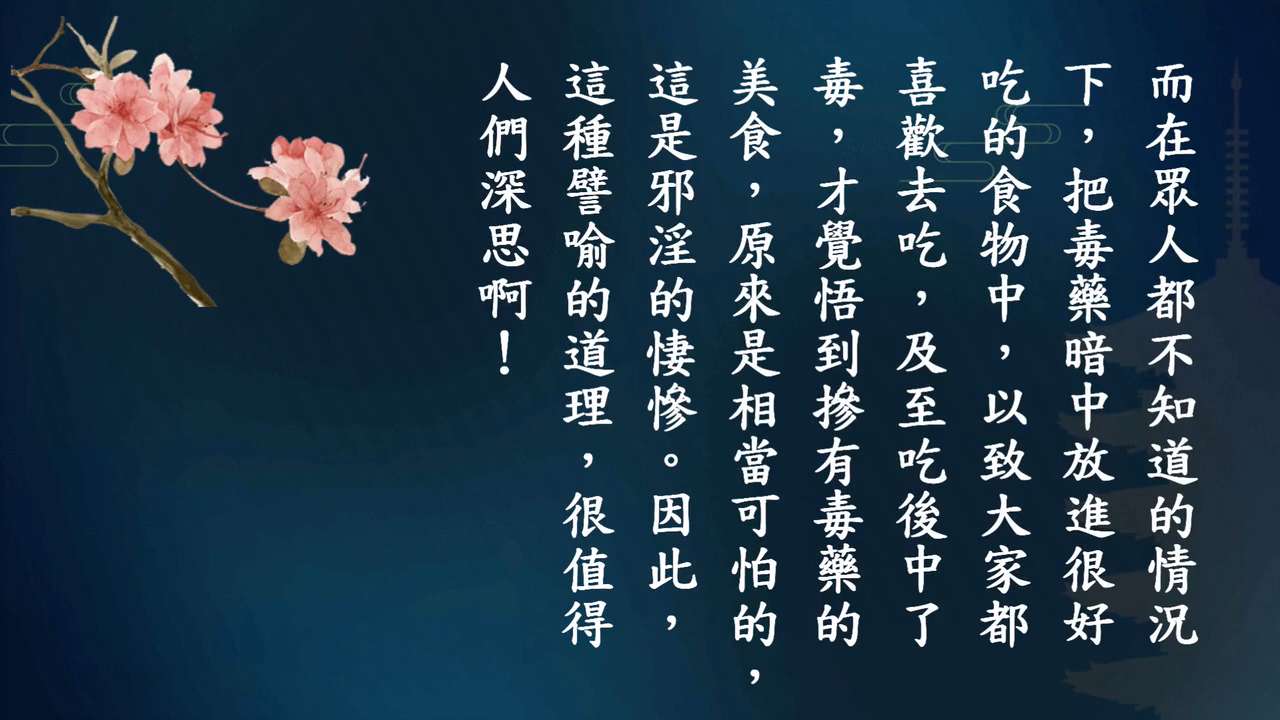 而在眾人都不知道的情況
下，把毒藥暗中放進很好
吃的食物中，以致大家都
喜歡去吃，及至吃後中了
毒，才覺悟到摻有毒藥的
美食，原來是相當可怕的，
這是邪淫的悽慘。因此，
這種譬喻的道理，很值得
人們深思啊！